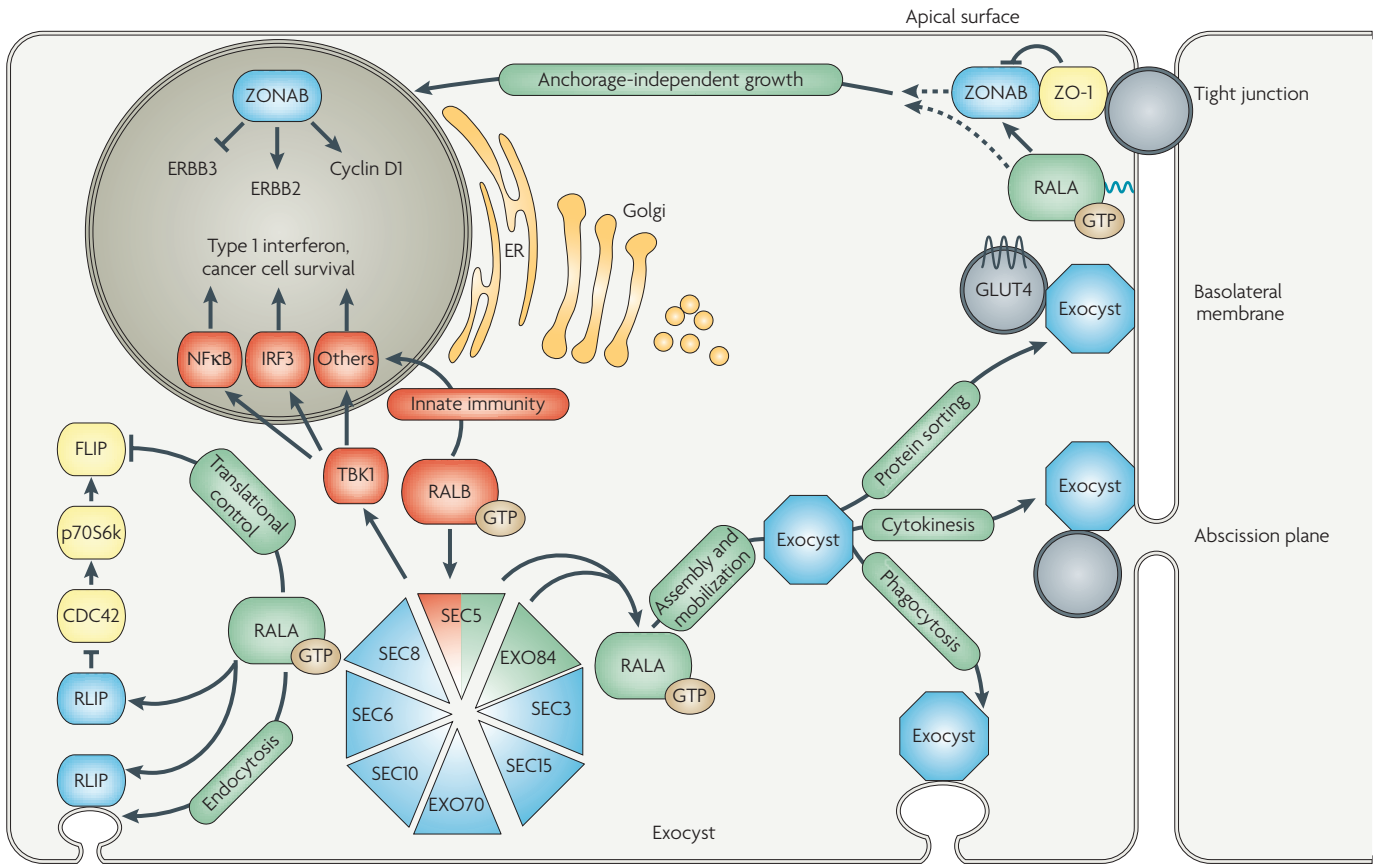 Apical surface
ZONAB
ERBB3
ERBB2
Cyclin D1
Anchorage-independent growth
ZONAB
ZO-1
Tight junction
RALA
GTP
Type 1 interferon,
cancer cell survival
NFκB
IRF3
Others
ER
Golgi
GLUT4
Exocyst
Basolateral
membrane
Innate immunity
TBK1
RALB
GTP
FLIP
p70S6k
CDC42
RLIP
RLIP
Translational
control
RALA
GTP
Endocytosis
SEC5
EXO84
SEC3
SEC15
EXO70
SEC10
SEC6
SEC8
RALA
GTP
Assembly and
mobilization
Exocyst
Protein sorting
Cytokinesis
Phagocytosis
Exocyst
Abscission plane
Exocyst
Exocyst